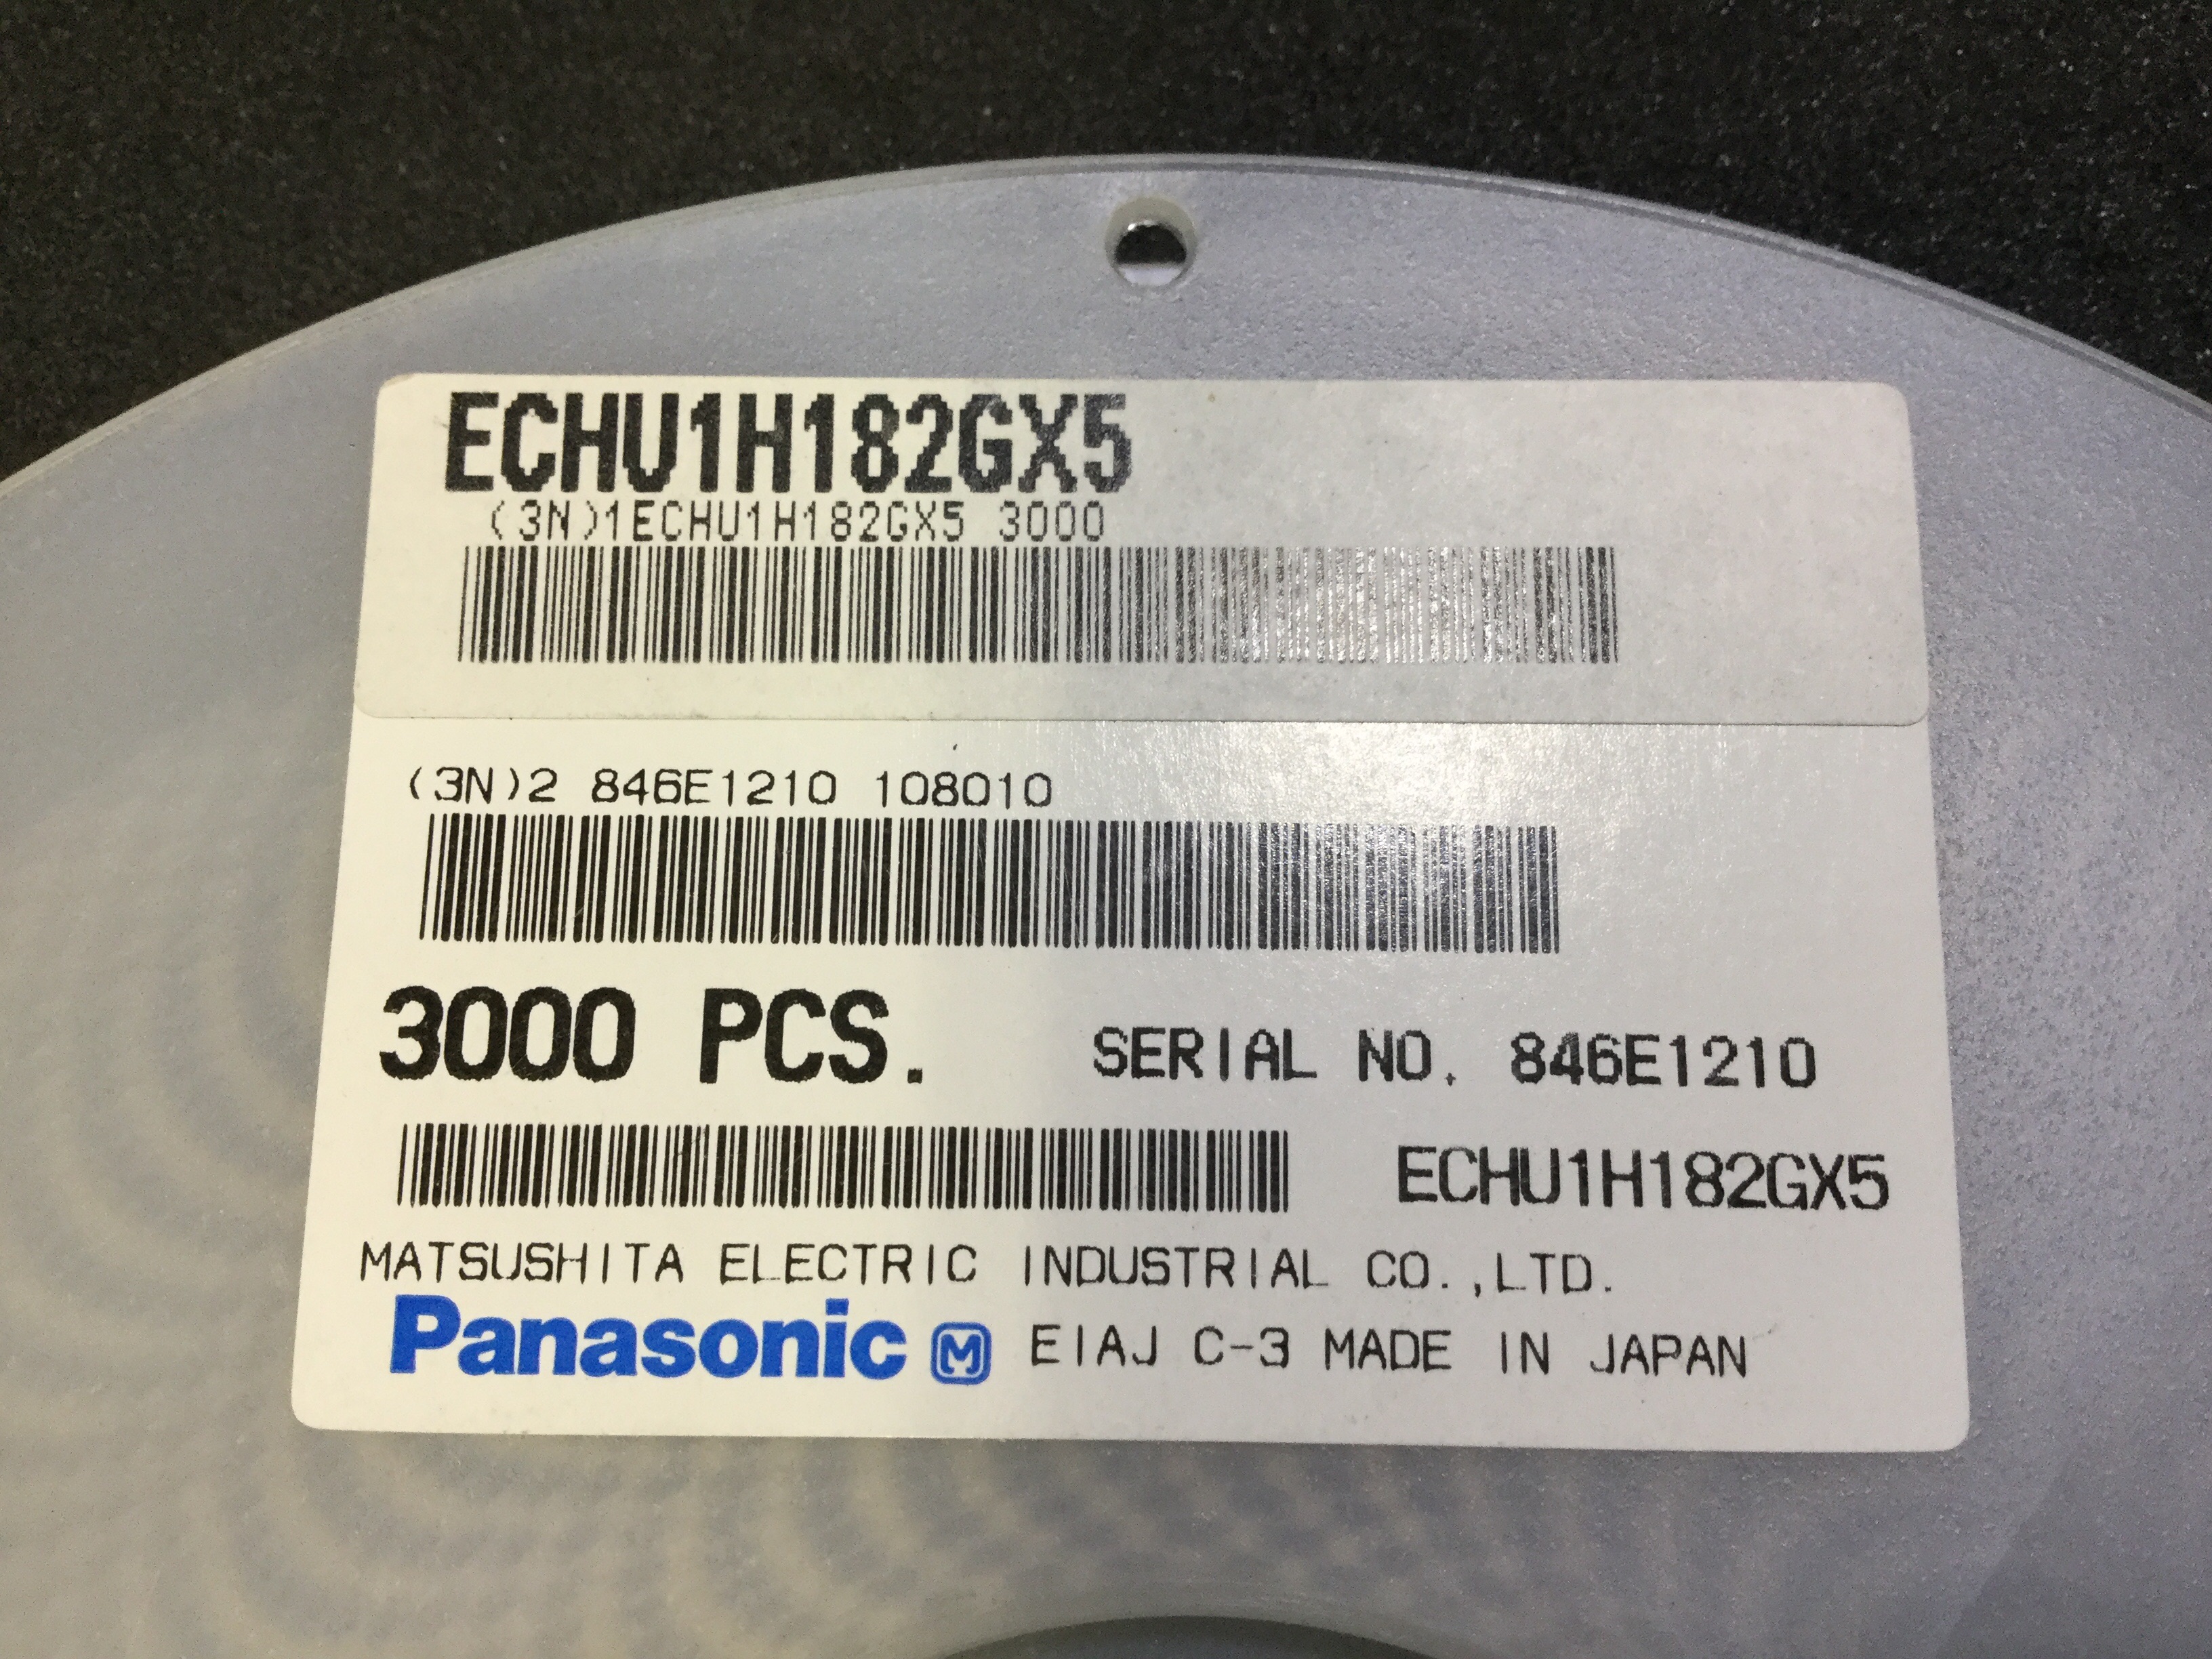 ECHU1H182GX5
(3N)1ECHU1H182GX5 3000
(3N)2 846E1210 108010
3000 PCS. SERIAL NO. 846E1210
ECHU1H182GX5
MATSUSHITA ELECTRIC INDUSTRIAL CO.,LTD.
Panasonic M EIAJ C-3 MADE IN JAPAN